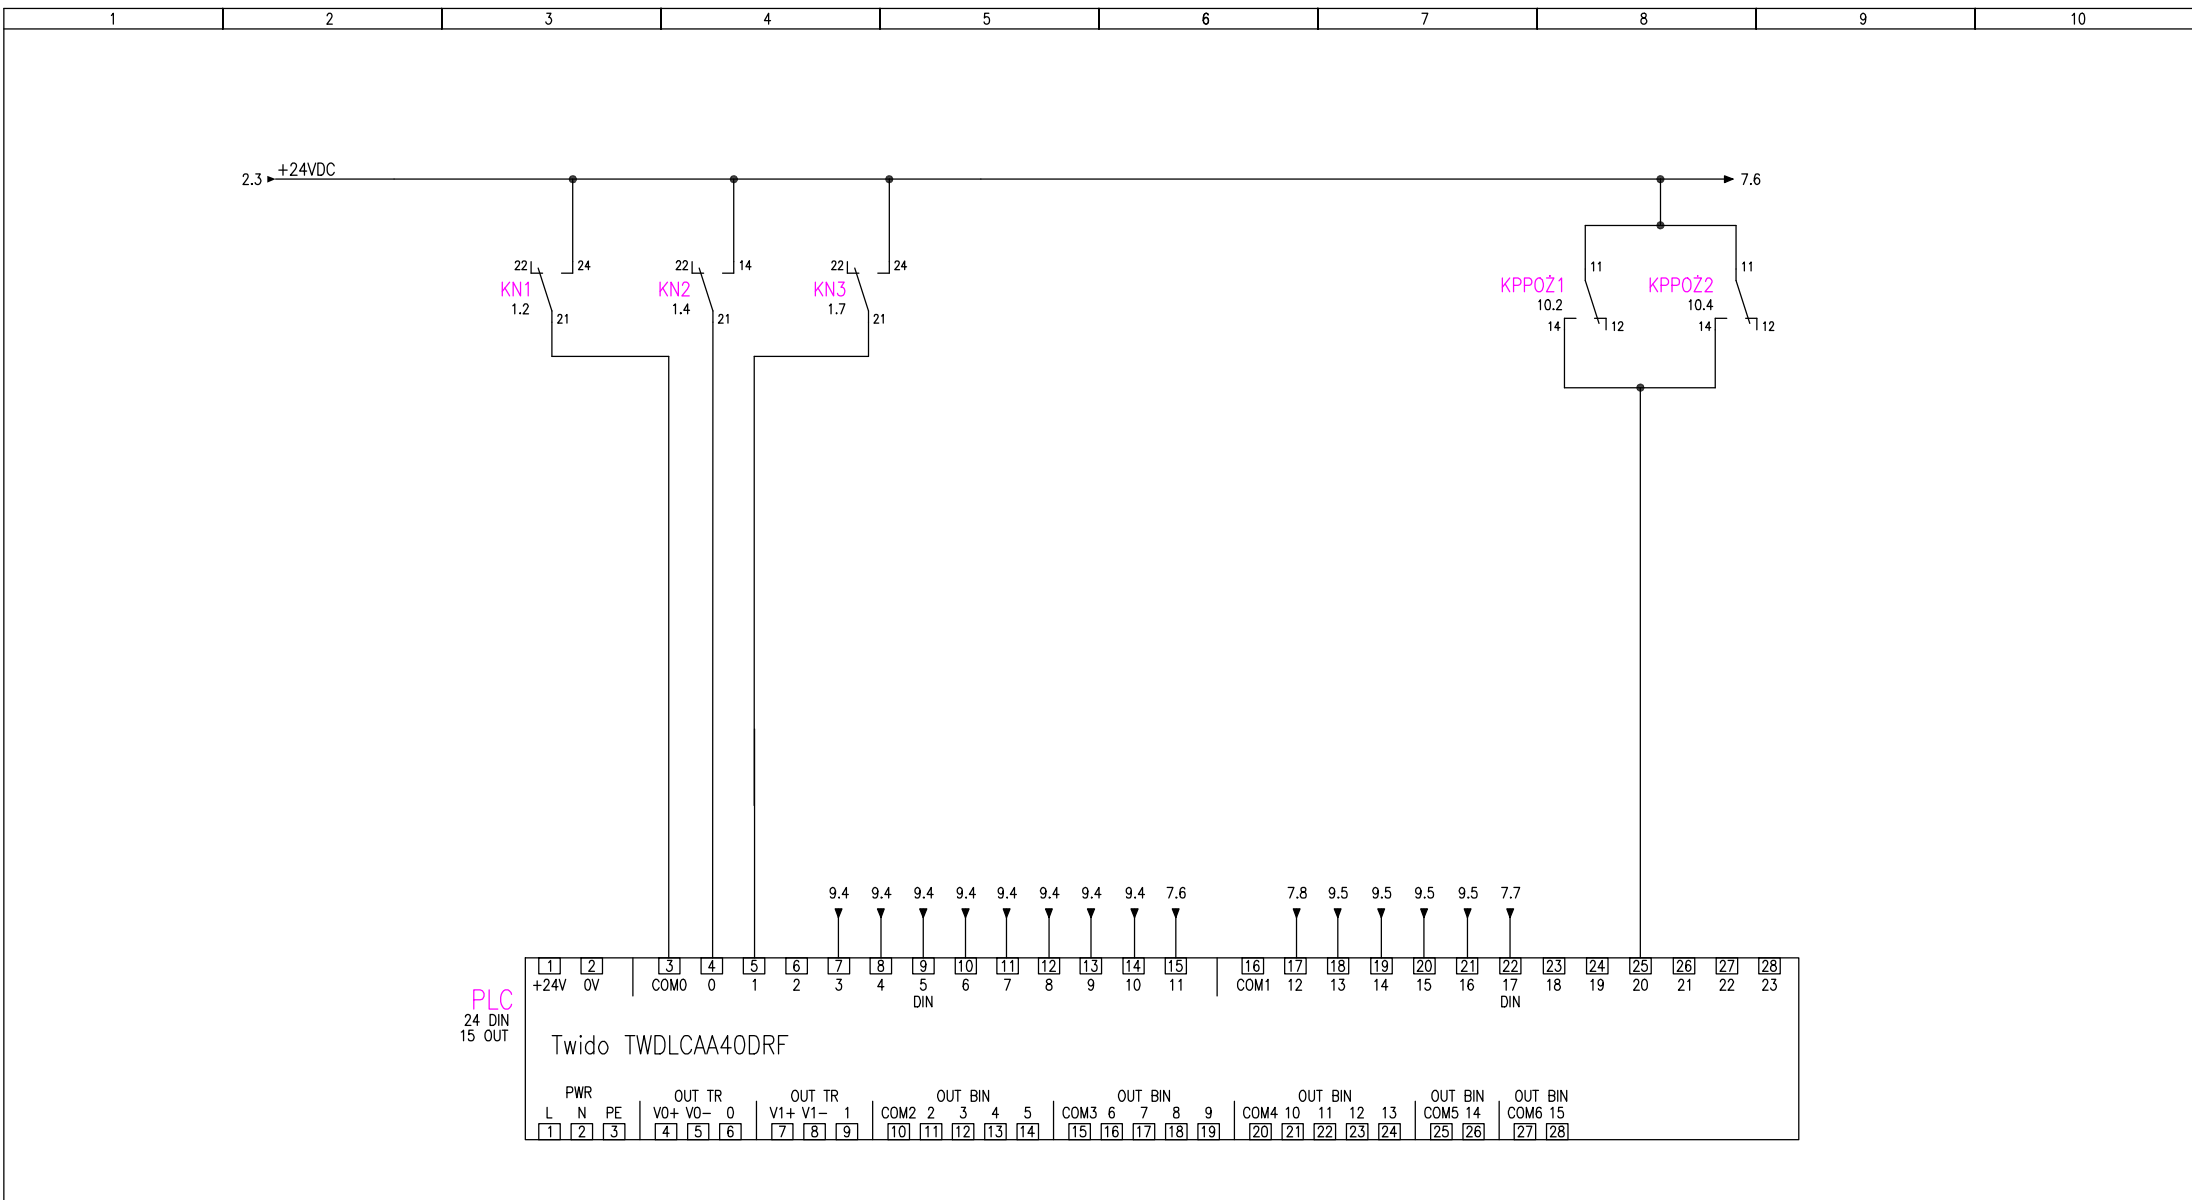 1 2 3 4 5 6 7 8 9 10
2.3 +24VDC 7.6
22 24 22 14 22 24 11 11
KN1 KN2 KN3 KPPOŻ1 KPPOŻ2
1.2 1.4 1.7 10.2 10.4
21 21 21 14 12 14 12
9.4 9.4 9.4 9.4 9.4 9.4 9.4 9.4 7.6 7.8 9.5 9.5 9.5 9.5 7.7
1 2 3 4 5 6 7 8 9 10 11 12 13 14 15 16 17 18 19 20 21 22 23 24 25 26 27 28
+24V 0V COM0 0 1 2 3 4 5 6 7 8 9 10 11 COM1 12 13 14 15 16 17 18 19 20 21 22 23
DIN DIN
PLC
24 DIN
15 OUT
Twido TWDLCAA40DRF
PWR OUT TR OUT TR OUT BIN OUT BIN OUT BIN OUT BIN OUT BIN
L N PE V0+ V0- 0 V1+ V1- 1 COM2 2 3 4 5 COM3 6 7 8 9 COM4 10 11 12 13 COM5 14 COM6 15
1 2 3 4 5 6 7 8 9 10 11 12 13 14 15 16 17 18 19 20 21 22 23 24 25 26 27 28